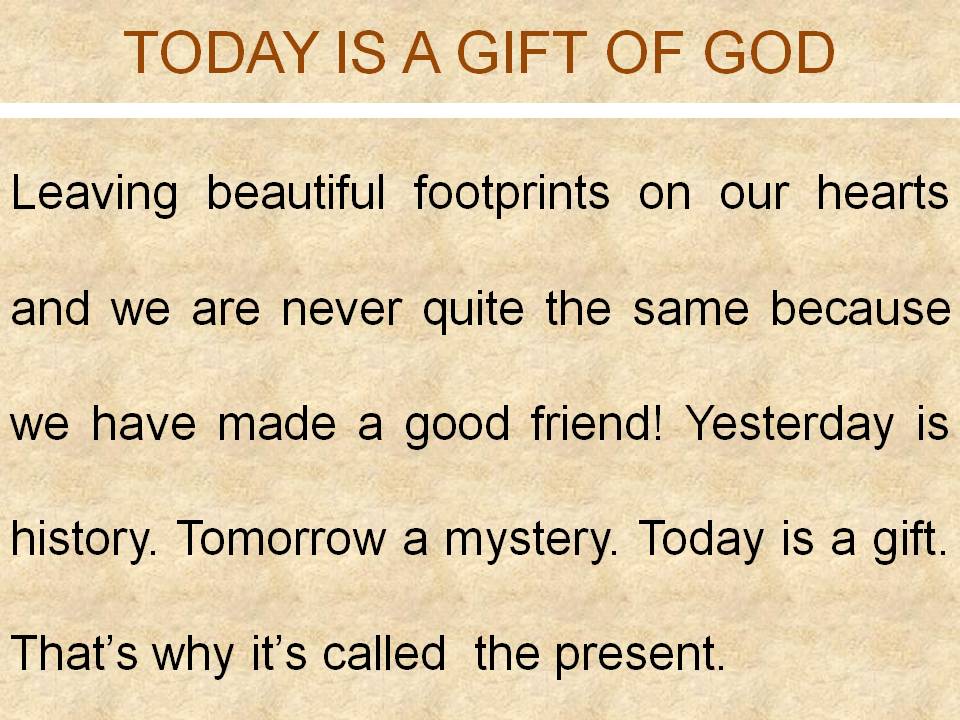 TODAY IS A GIFT OF GOD
Leaving beautiful footprints on our hearts
and we are never quite the same because
we have made a good friend! Yesterday is
history. Tomorrow a mystery. Today is a gift.
That’s why it’s called  the present.